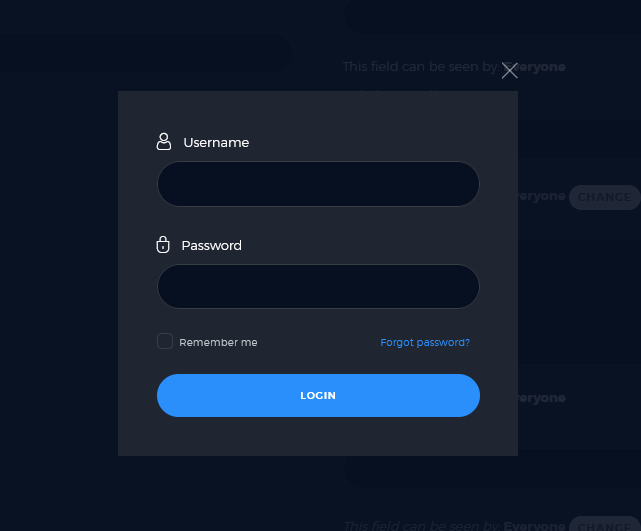 This field can be seen by: Everyone
Username
Everyone CHANGE
Password
Remember me
Forgot password?
LOGIN
Everyone
This field can be seen by: Everyone CHANGE